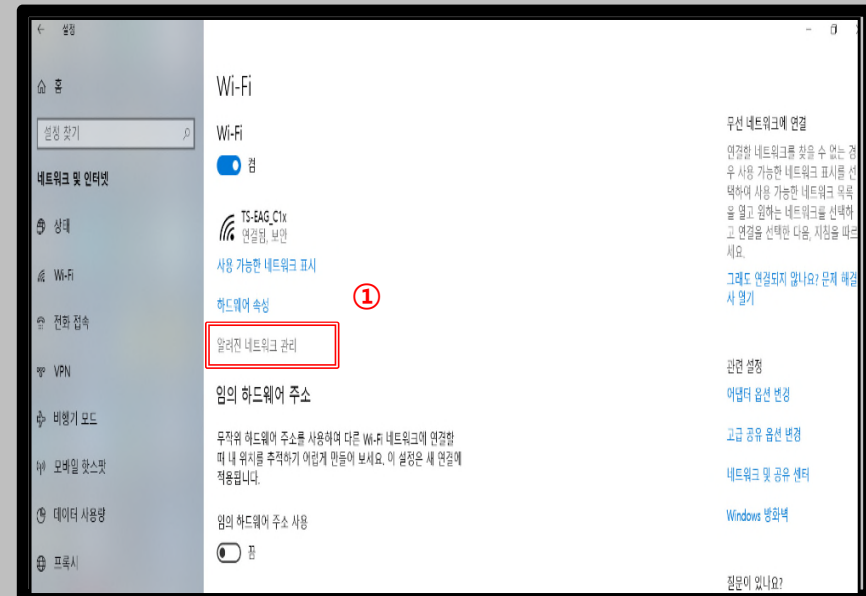 설정
홈
설정 찾기
네트워크 및 인터넷
상태
Wi-Fi
전화 접속
VPN
비행기 모드
모바일 핫스팟
데이터 사용량
프록시
Wi-Fi
Wi-Fi
켬
TS-EAG_C1x
연결됨, 보안
사용 가능한 네트워크 표시
하드웨어 속성
①
알려진 네트워크 관리
임의 하드웨어 주소
무작위 하드웨어 주소를 사용하여 다른 Wi-Fi 네트워크에 연결할
때 내 위치를 추적하기 어렵게 만들어 보세요. 이 설정은 새 연결에
적용됩니다.
임의 하드웨어 주소 사용
끔
무선 네트워크에 연결
연결할 네트워크를 찾을 수 없는 경
우 사용 가능한 네트워크 표시를 선
택하여 사용 가능한 네트워크 목록
을 열고 원하는 네트워크를 선택하
고 연결을 선택한 다음, 지침을 따르
세요.
그래도 연결되지 않나요? 문제 해결
사 열기
관련 설정
어댑터 옵션 변경
고급 공유 옵션 변경
네트워크 및 공유 센터
Windows 방화벽
질문이 있나요?